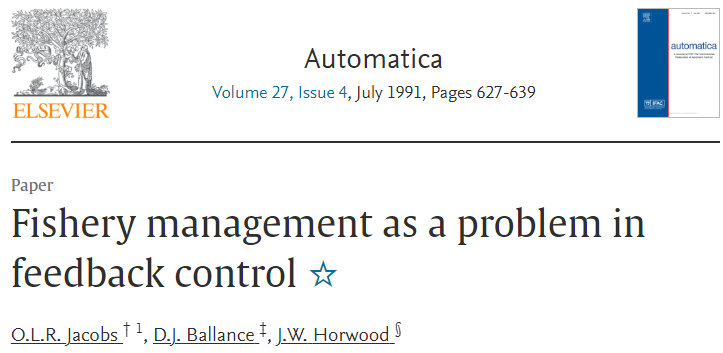 Automatica
automatica
Volume 27, Issue 4, July 1991, Pages 627-639
ELSEVIER
Paper
Fishery management as a problem in
feedback control ☆
O.L.R. Jacobs † 1, D.J. Ballance ‡, J.W. Horwood §